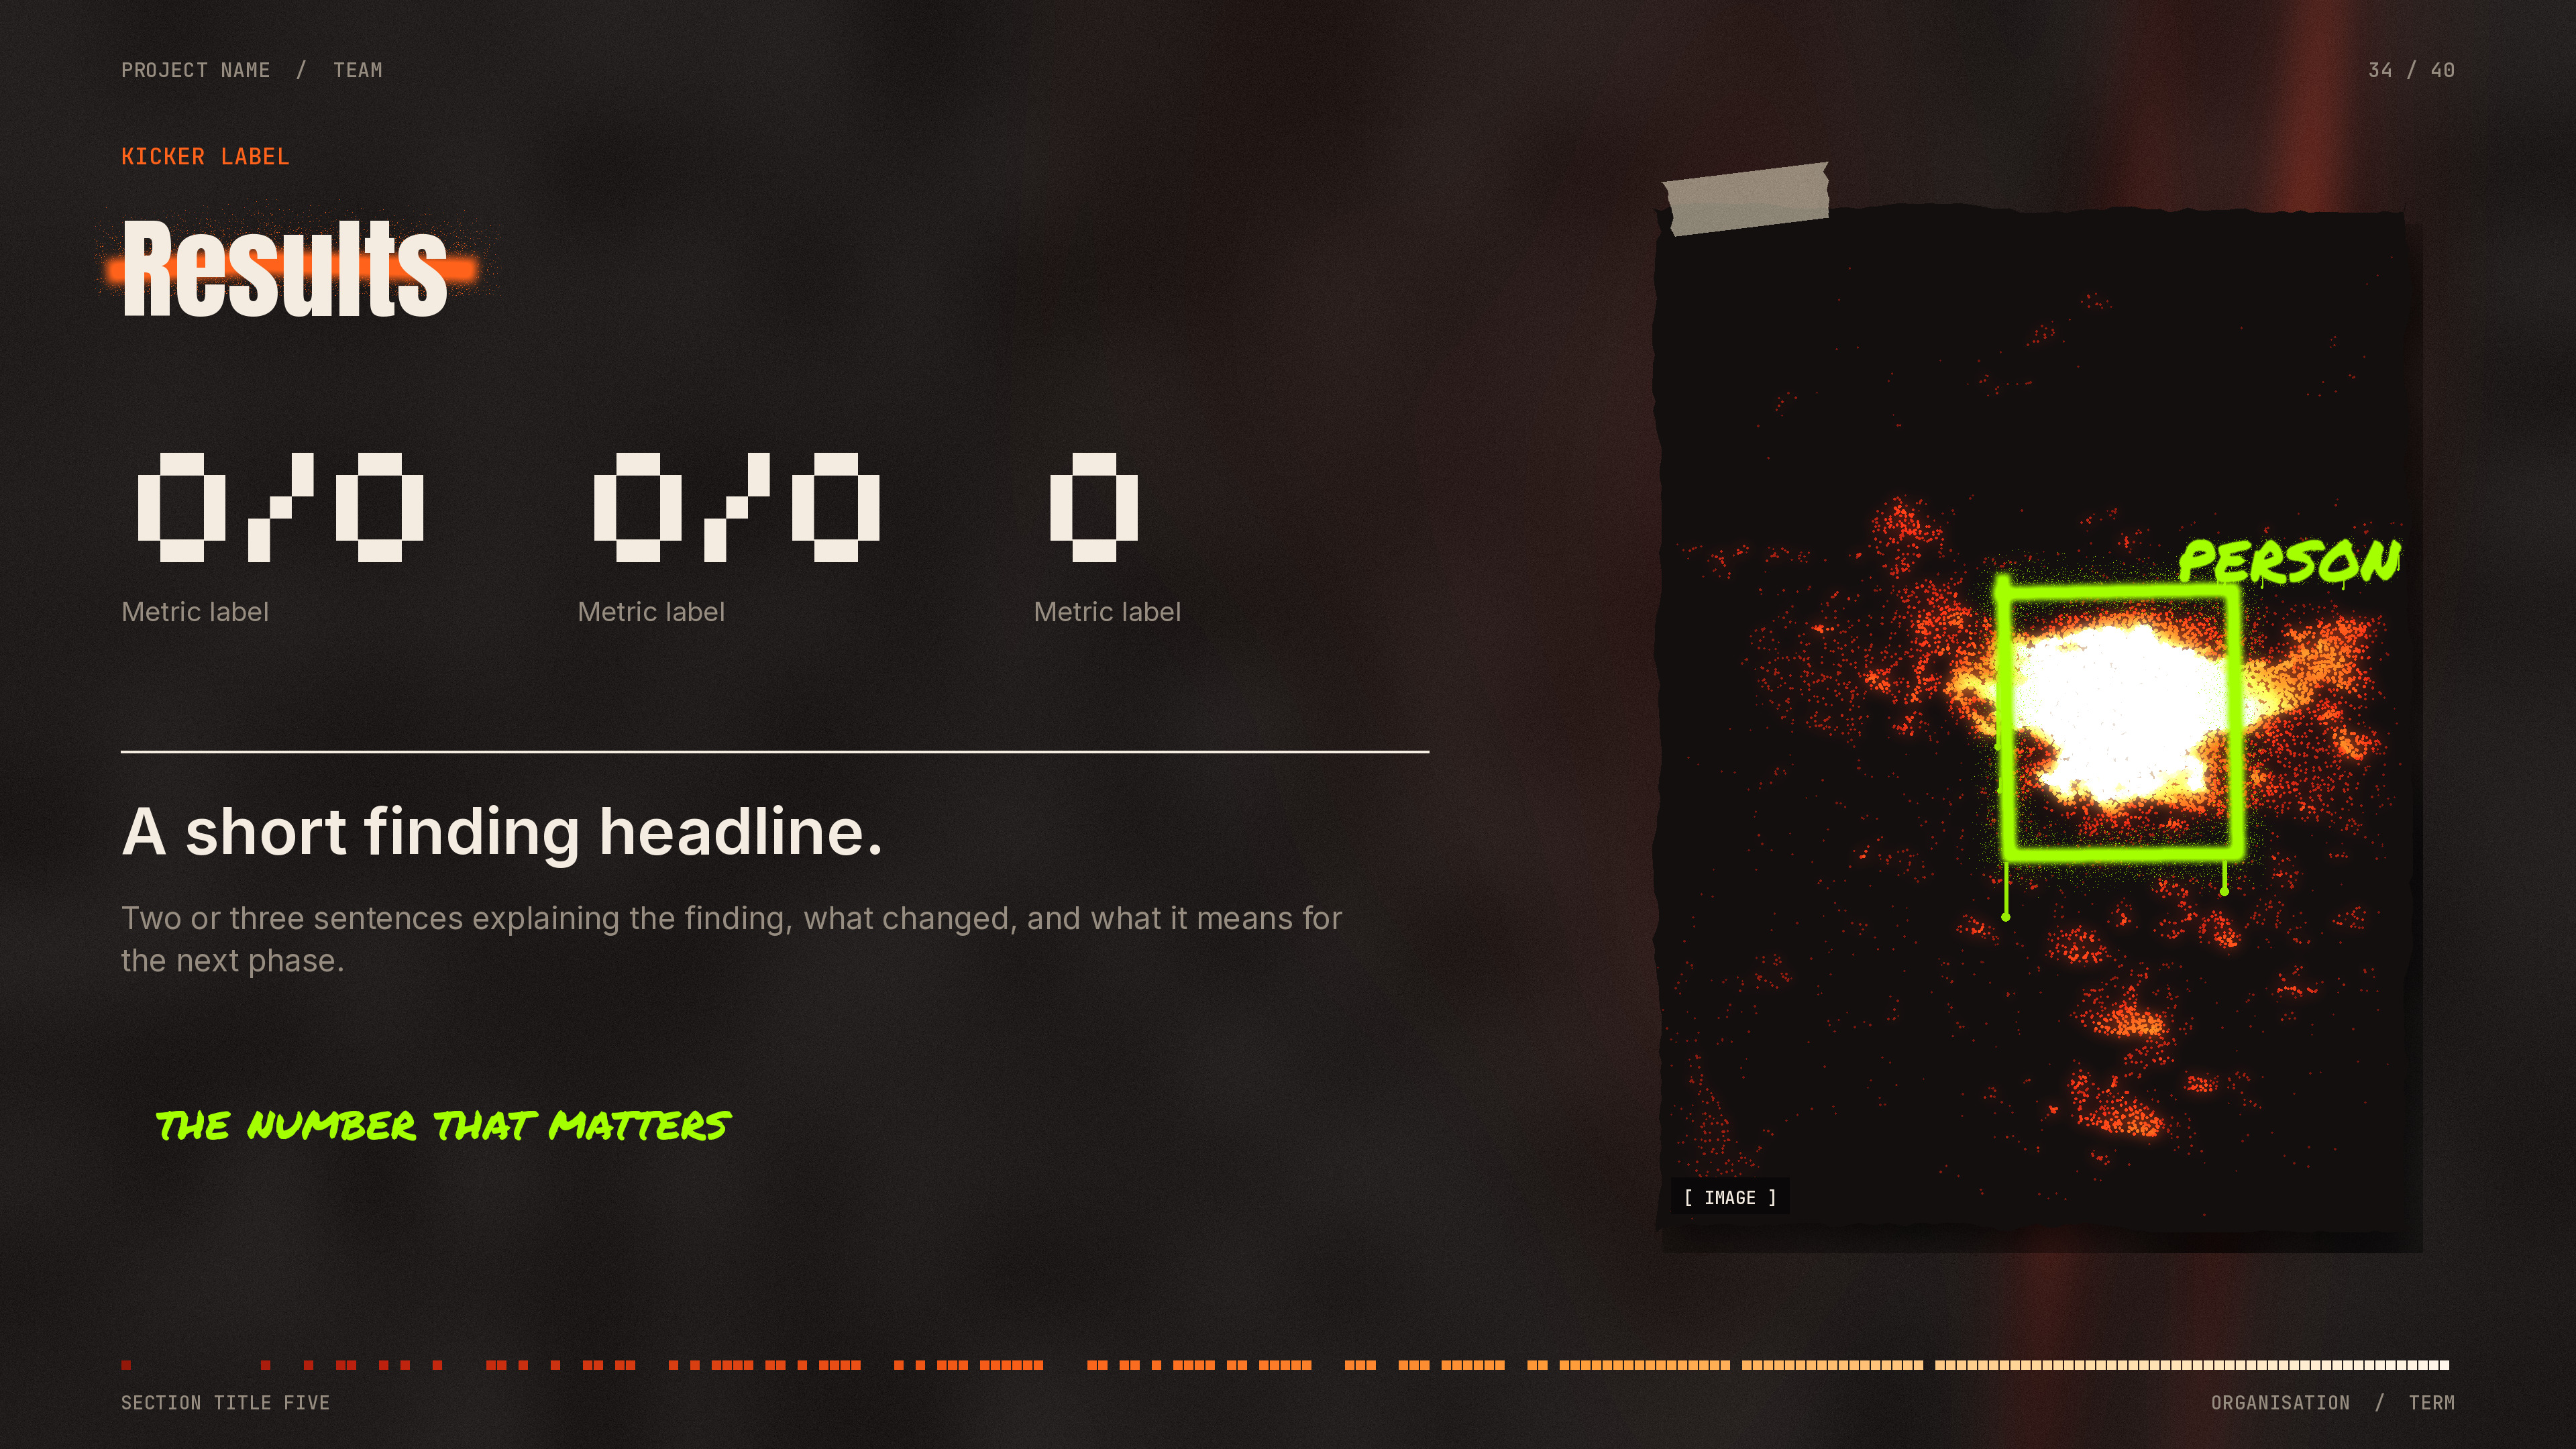 PROJECT NAME / TEAM
34 / 40
KICKER LABEL
Results
0/0
0/0
0
Metric label
Metric label
Metric label
A short finding headline.
Two or three sentences explaining the finding, what changed, and what it means for
the next phase.
THE NUMBER THAT MATTERS
PERSON
[ IMAGE ]
SECTION TITLE FIVE
ORGANISATION / TERM